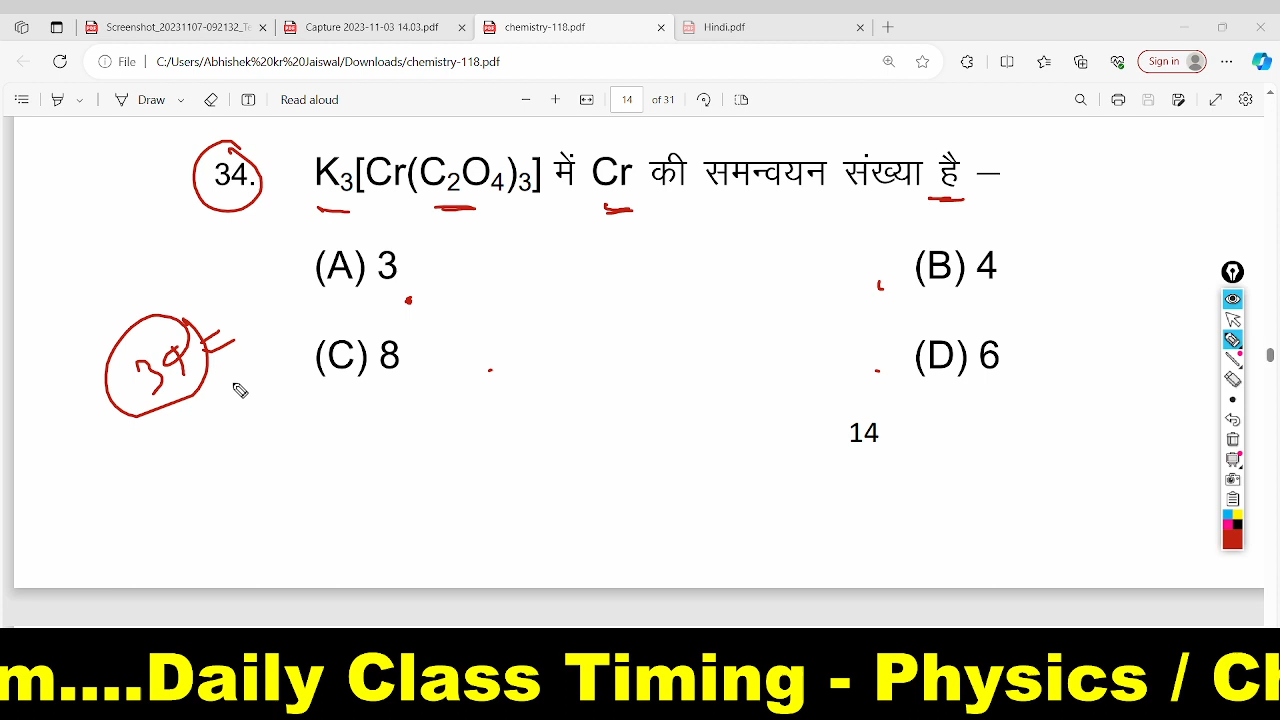 Screenshot_20231107-092132_Te
Capture 2023-11-03 14.03.pdf
chemistry-118.pdf
Hindi.pdf
File
C:/Users/Abhishek%20kr%20Jaiswal/Downloads/chemistry-118.pdf
Sign in
Draw
Read aloud
14 of 31
34. K₃[Cr(C₂O₄)₃] में Cr की समन्वयन संख्या है –
(A) 3 (B) 4
(C) 8 (D) 6
14
m....Daily Class Timing - Physics / Ch